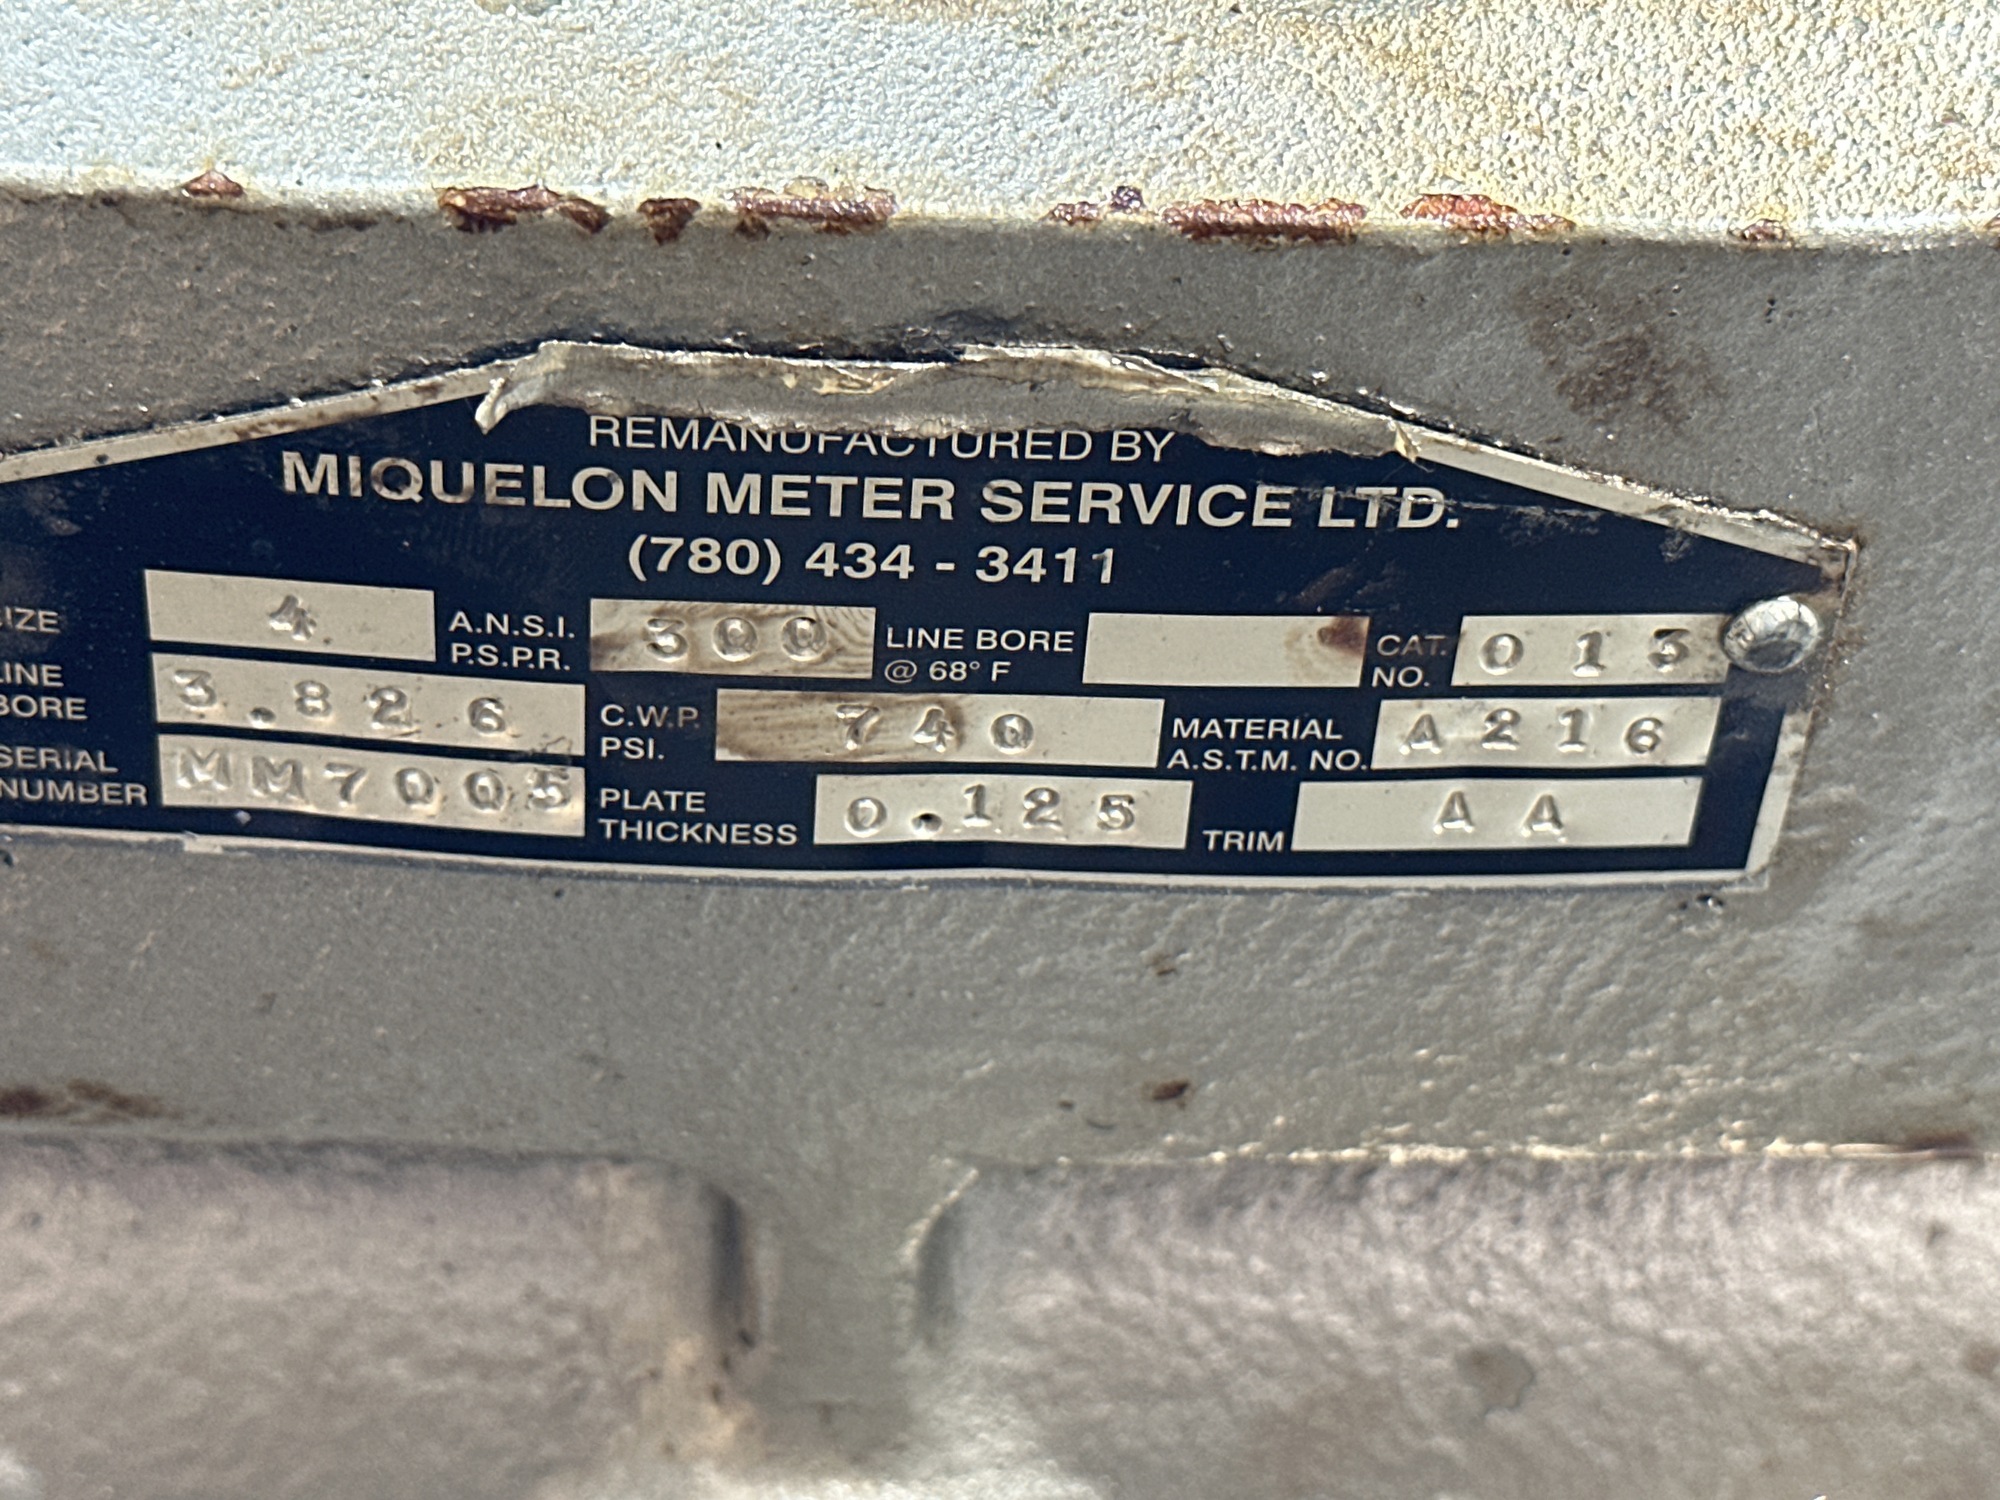 REMANUFACTURED BY
MIQUELON METER SERVICE LTD.
(780) 434 - 3411
IZE 4 A.N.S.I. P.S.P.R. 300 LINE BORE @ 68° F CAT. NO. 013
LINE BORE 3.826 C.W.P. PSI. 740 MATERIAL A.S.T.M. NO. A216
SERIAL NUMBER MM7005 PLATE THICKNESS 0.125 TRIM AA